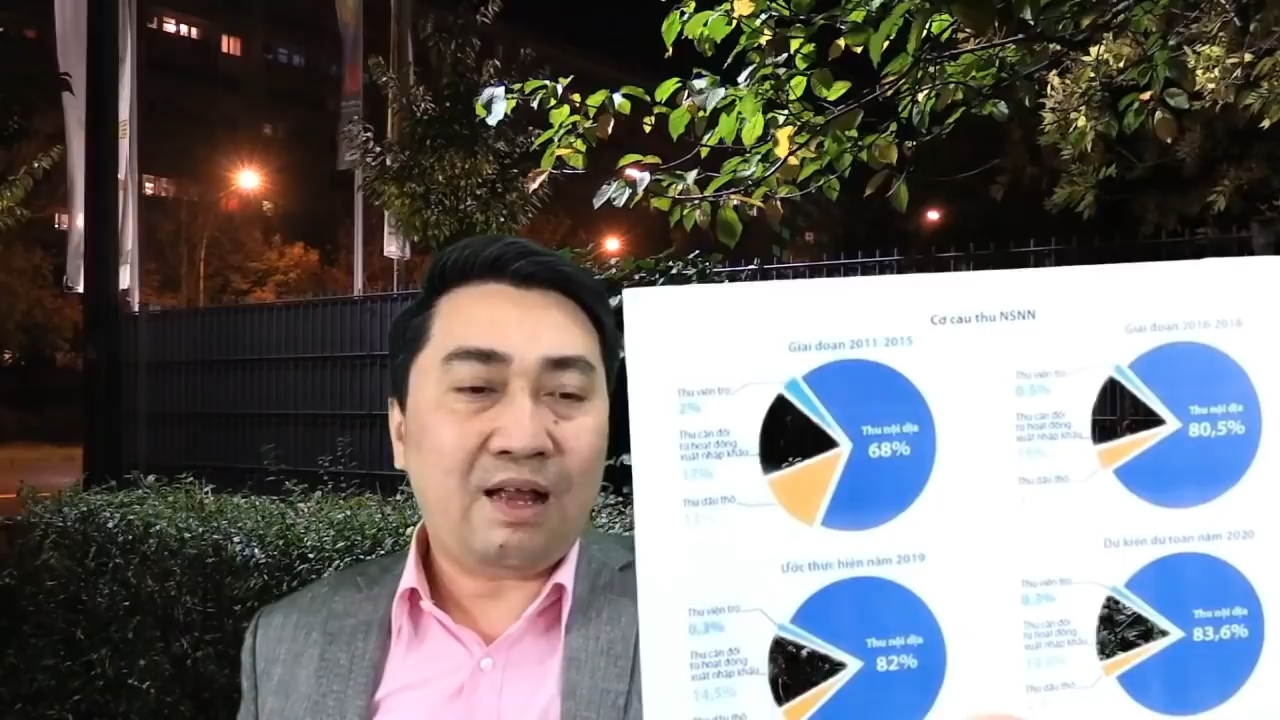 Cơ cấu thu NSNN
Giai đoạn 2011-2015
Thu viện trợ
2%
Thu cân đối
từ hoạt động
xuất nhập khẩu
17%
Thu dầu thô
Thu nội địa
68%
Giai đoạn 2016-2018
Thu viện trợ
0,5%
Thu cân đối
từ hoạt động
xuất nhập khẩu
Thu dầu thô
Thu nội địa
80,5%
Ước thực hiện năm 2019
Thu viện trợ
0,3%
Thu cân đối
từ hoạt động
xuất nhập khẩu
14,5%
Thu dầu thô
Thu nội địa
82%
Dự kiến dự toán năm 2020
Thu viện trợ
0,3%
Thu cân đối
từ hoạt động
xuất nhập khẩu
Thu dầu thô
Thu nội địa
83,6%